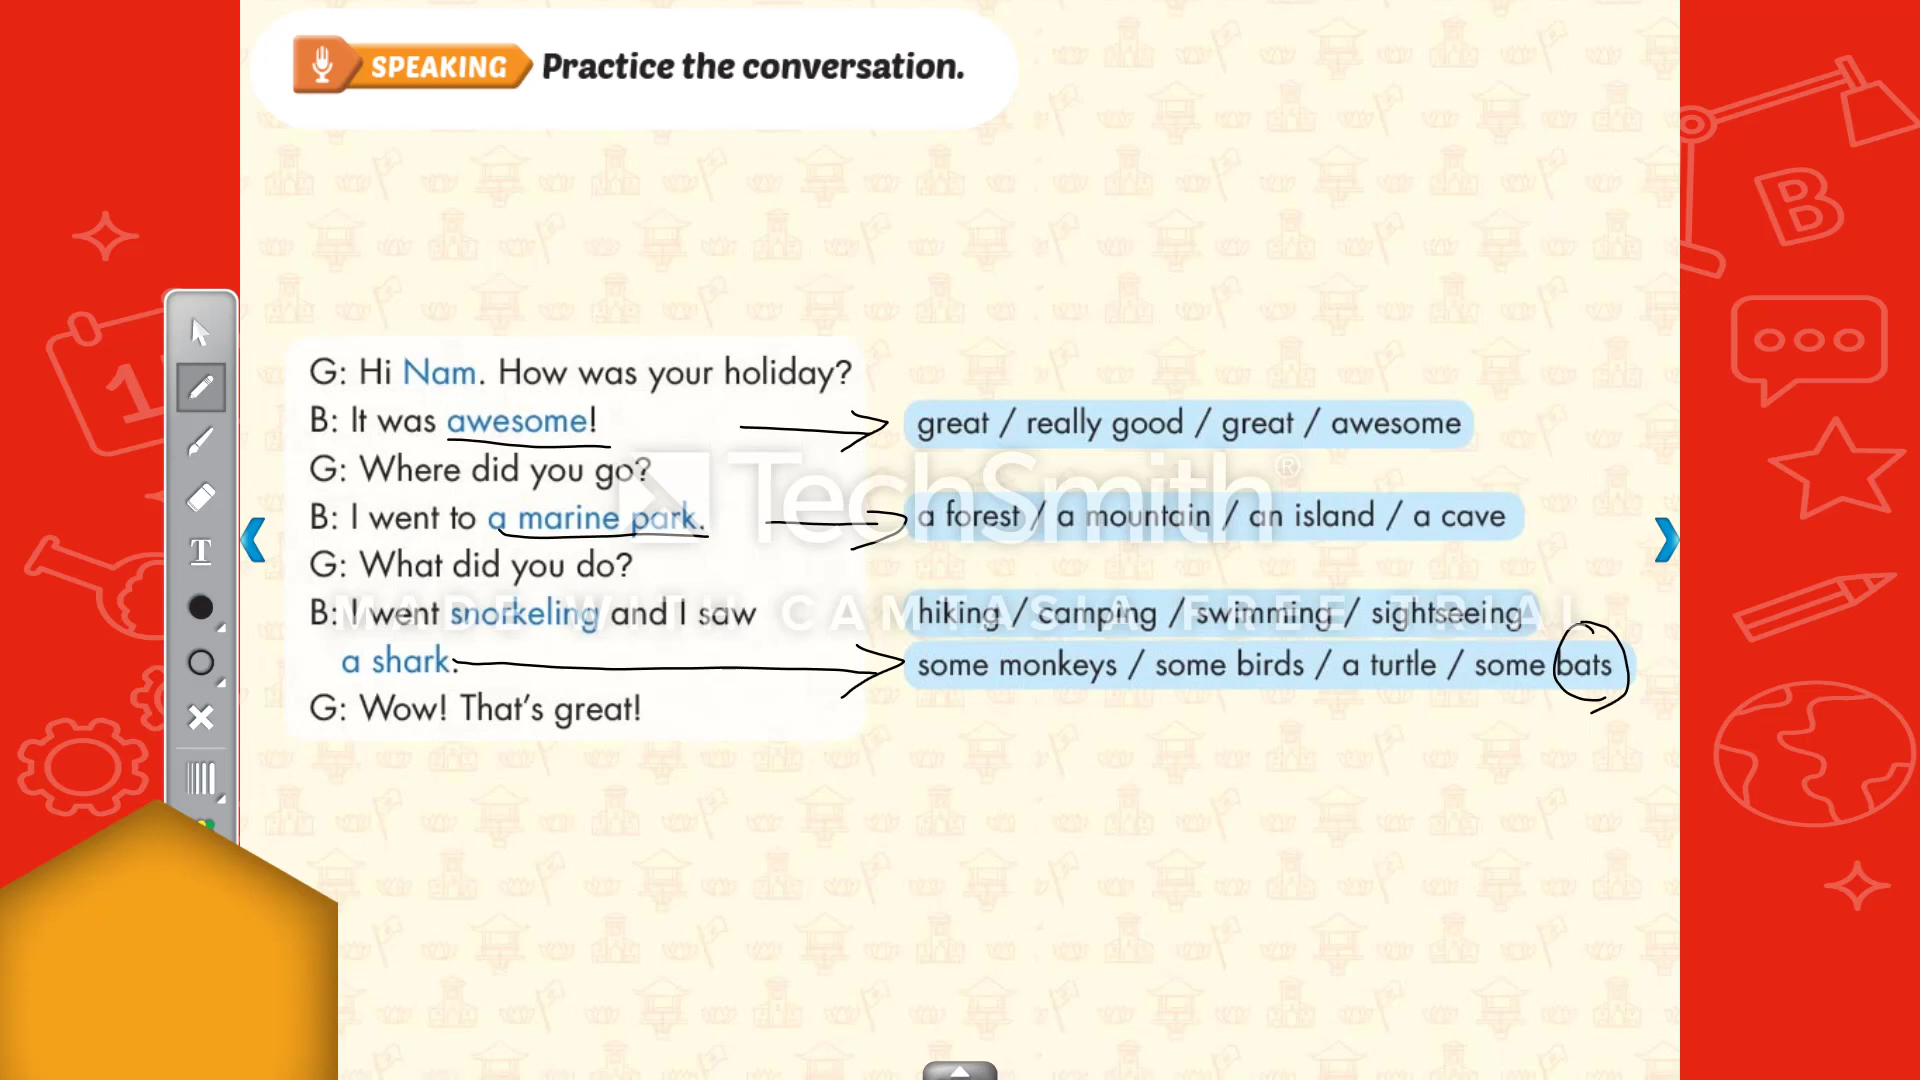 SPEAKING Practice the conversation.
G: Hi Nam. How was your holiday?
B: It was awesome!
great / really good / great / awesome
G: Where did you go?
B: I went to a marine park.
a forest / a mountain / an island / a cave
G: What did you do?
B: I went snorkeling and I saw
a shark.
hiking / camping / swimming / sightseeing
some monkeys / some birds / a turtle / some bats
G: Wow! That's great!
TechSmith®
MADE WITH CAMTASIA FREE TRIAL
T
1
B